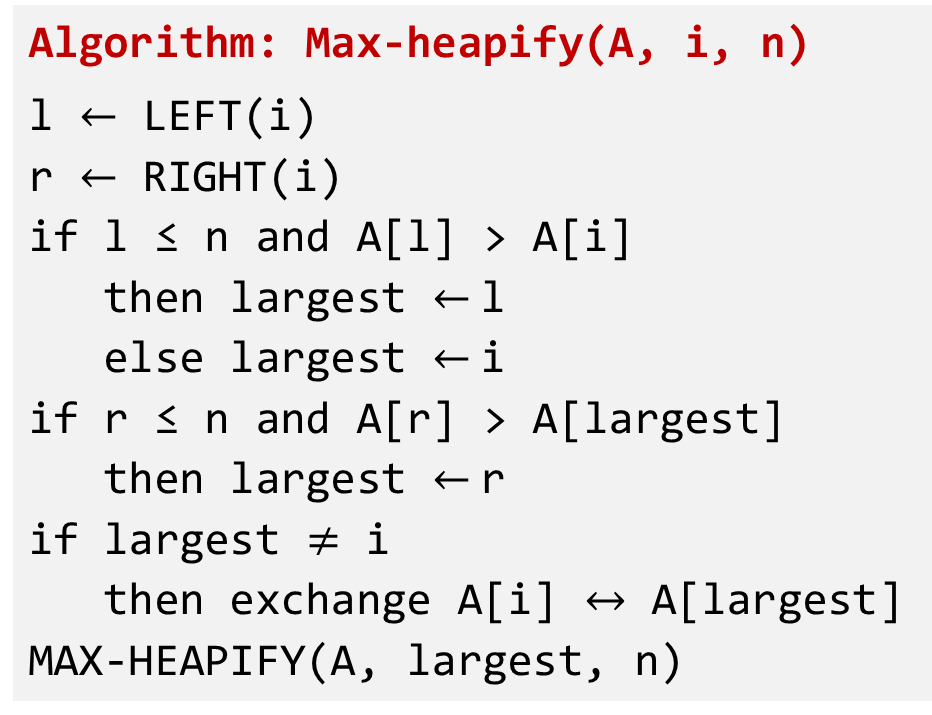 Algorithm: Max-heapify(A, i, n)
l ← LEFT(i)
r ← RIGHT(i)
if l ≤ n and A[l] > A[i]
   then largest ← l
   else largest ← i
if r ≤ n and A[r] > A[largest]
   then largest ← r
if largest ≠ i
   then exchange A[i] ↔ A[largest]
MAX-HEAPIFY(A, largest, n)